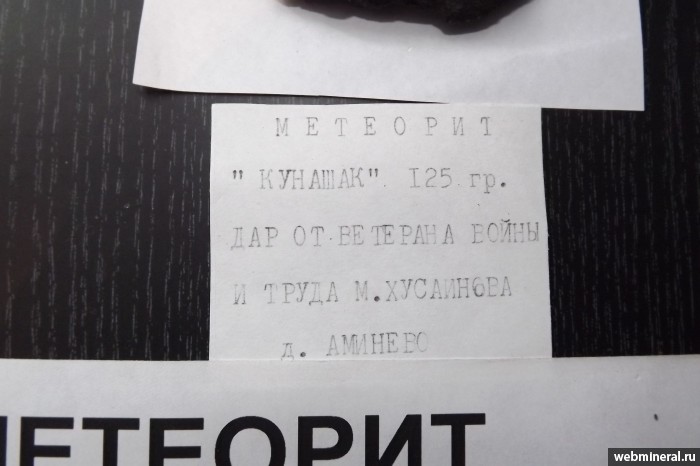 МЕТЕОРИТ
"КУНАШАК" 125 гр.
ДАР ОТ ВЕТЕРАНА ВОЙНЫ
И ТРУДА М.ХУСАИНОВА
д. АМИНЕВО
МЕТЕОРИТ
webmineral.ru